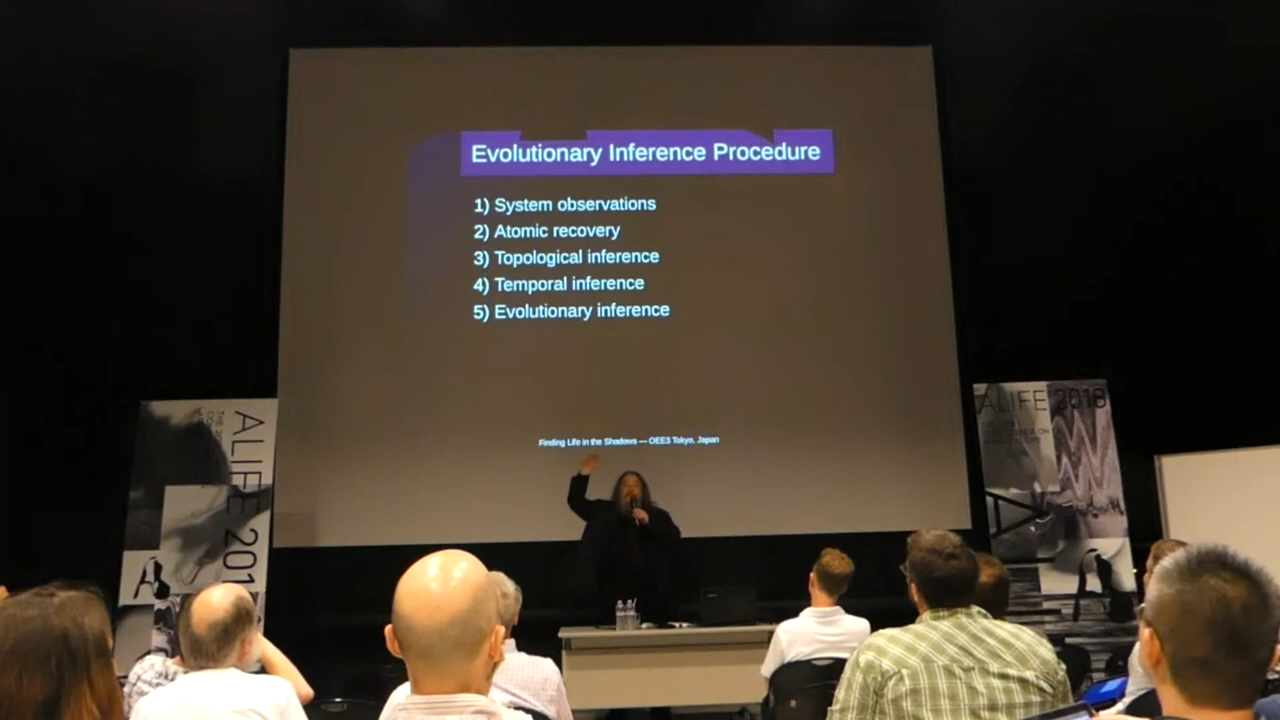 Evolutionary Inference Procedure
1) System observations
2) Atomic recovery
3) Topological inference
4) Temporal inference
5) Evolutionary inference
Finding Life in the Shadows — OEE3 Tokyo, Japan
ALIFE 201
ALIFE 2018